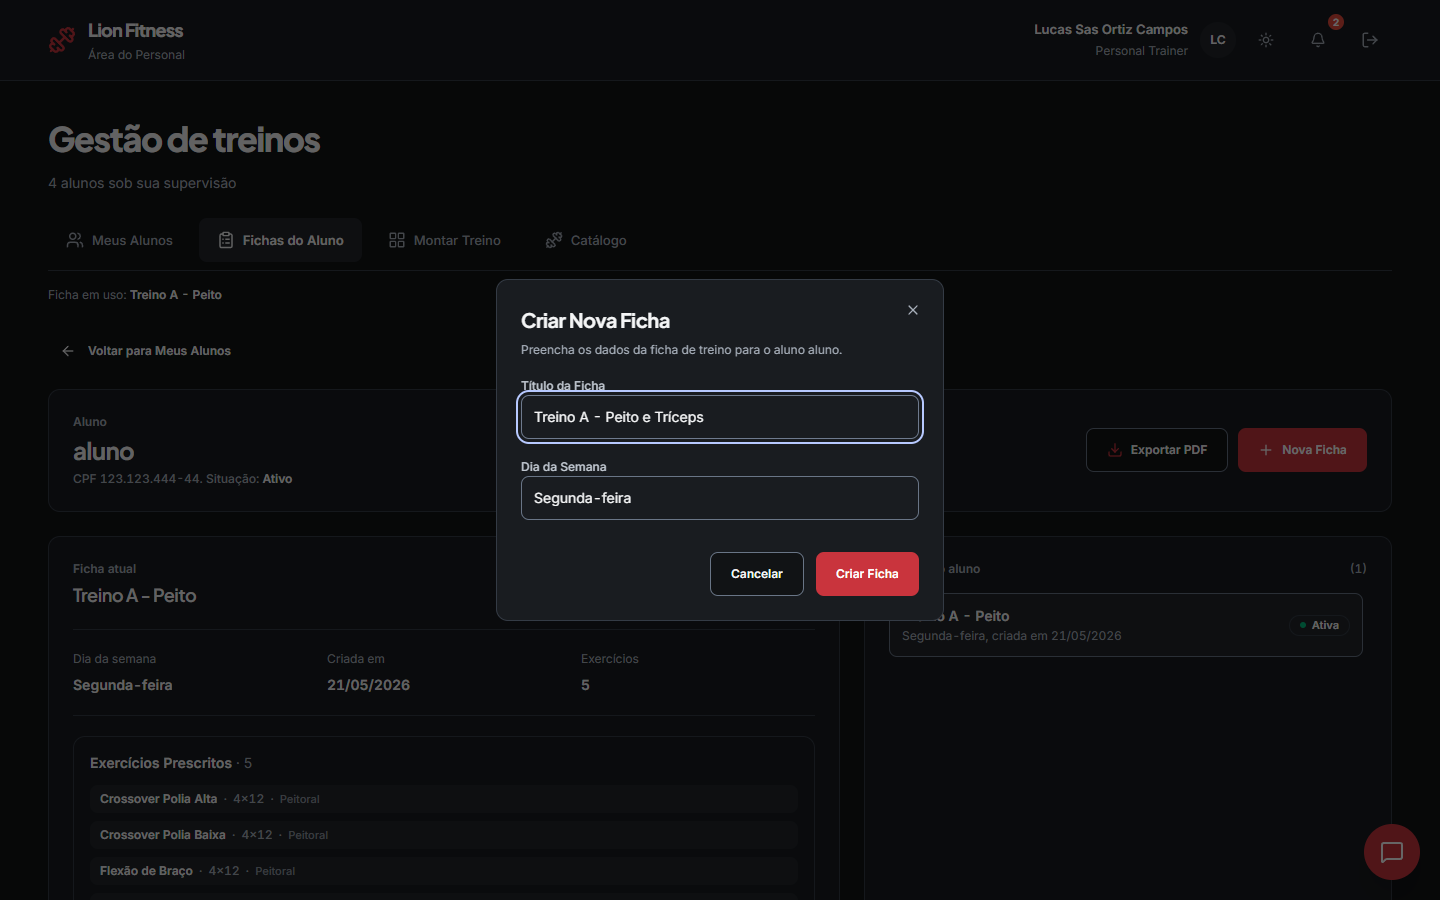 Lion Fitness
Área do Personal
Lucas Sas Ortiz Campos
Personal Trainer
LC
2
Gestão de treinos
4 alunos sob sua supervisão
Meus Alunos
Fichas do Aluno
Montar Treino
Catálogo
Ficha em uso: Treino A - Peito
Voltar para Meus Alunos
Aluno
aluno
CPF 123.123.444-44. Situação: Ativo
Exportar PDF
Nova Ficha
Criar Nova Ficha
Preencha os dados da ficha de treino para o aluno aluno.
Título da Ficha
Treino A - Peito e Tríceps
Dia da Semana
Segunda-feira
Cancelar
Criar Ficha
Ficha atual
Treino A - Peito
Dia da semana
Segunda-feira
Criada em
21/05/2026
Exercícios
5
Exercícios Prescritos · 5
Crossover Polia Alta · 4×12 · Peitoral
Crossover Polia Baixa · 4×12 · Peitoral
Flexão de Braço · 4×12 · Peitoral
aluno
(1)
A - Peito
Segunda-feira, criada em 21/05/2026
Ativa